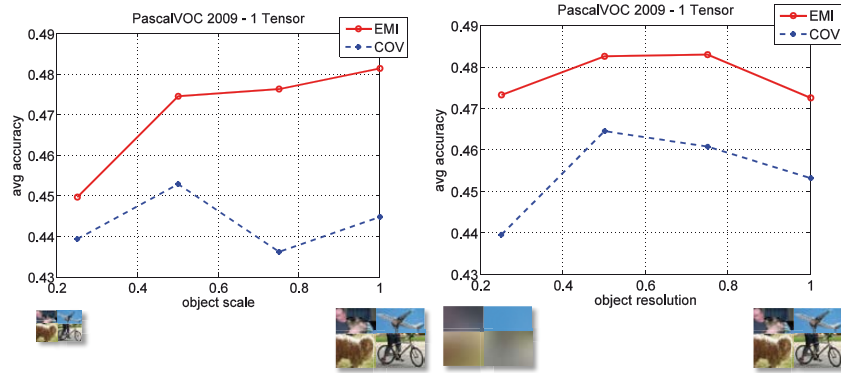 PascalVOC 2009 - 1 Tensor
EMI
COV
avg accuracy
0.49
0.48
0.47
0.46
0.45
0.44
0.43
0.2
0.4
0.6
0.8
1
object scale
PascalVOC 2009 - 1 Tensor
EMI
COV
avg accuracy
0.49
0.48
0.47
0.46
0.45
0.44
0.43
0.2
0.4
0.6
0.8
1
object resolution